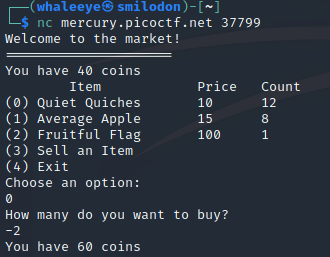 (whaleeye㉿smilodon)-[~]
$ nc mercury.picoctf.net 37799
Welcome to the market!
=====================
You have 40 coins
Item Price Count
(0) Quiet Quiches 10 12
(1) Average Apple 15 8
(2) Fruitful Flag 100 1
(3) Sell an Item
(4) Exit
Choose an option:
0
How many do you want to buy?
-2
You have 60 coins